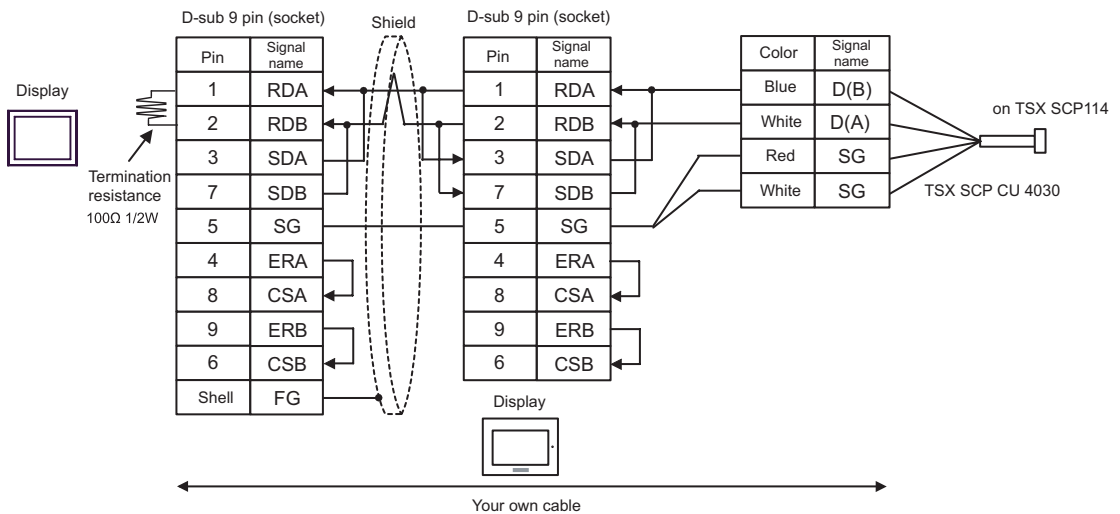 D-sub 9 pin (socket)
Shield
D-sub 9 pin (socket)
Display
Termination
resistance
100Ω 1/2W
Pin Signal name
1 RDA
2 RDB
3 SDA
7 SDB
5 SG
4 ERA
8 CSA
9 ERB
6 CSB
Shell FG
Pin Signal name
1 RDA
2 RDB
3 SDA
7 SDB
5 SG
4 ERA
8 CSA
9 ERB
6 CSB
Display
Color Signal name
Blue D(B)
White D(A)
Red SG
White SG
on TSX SCP114
TSX SCP CU 4030
Your own cable